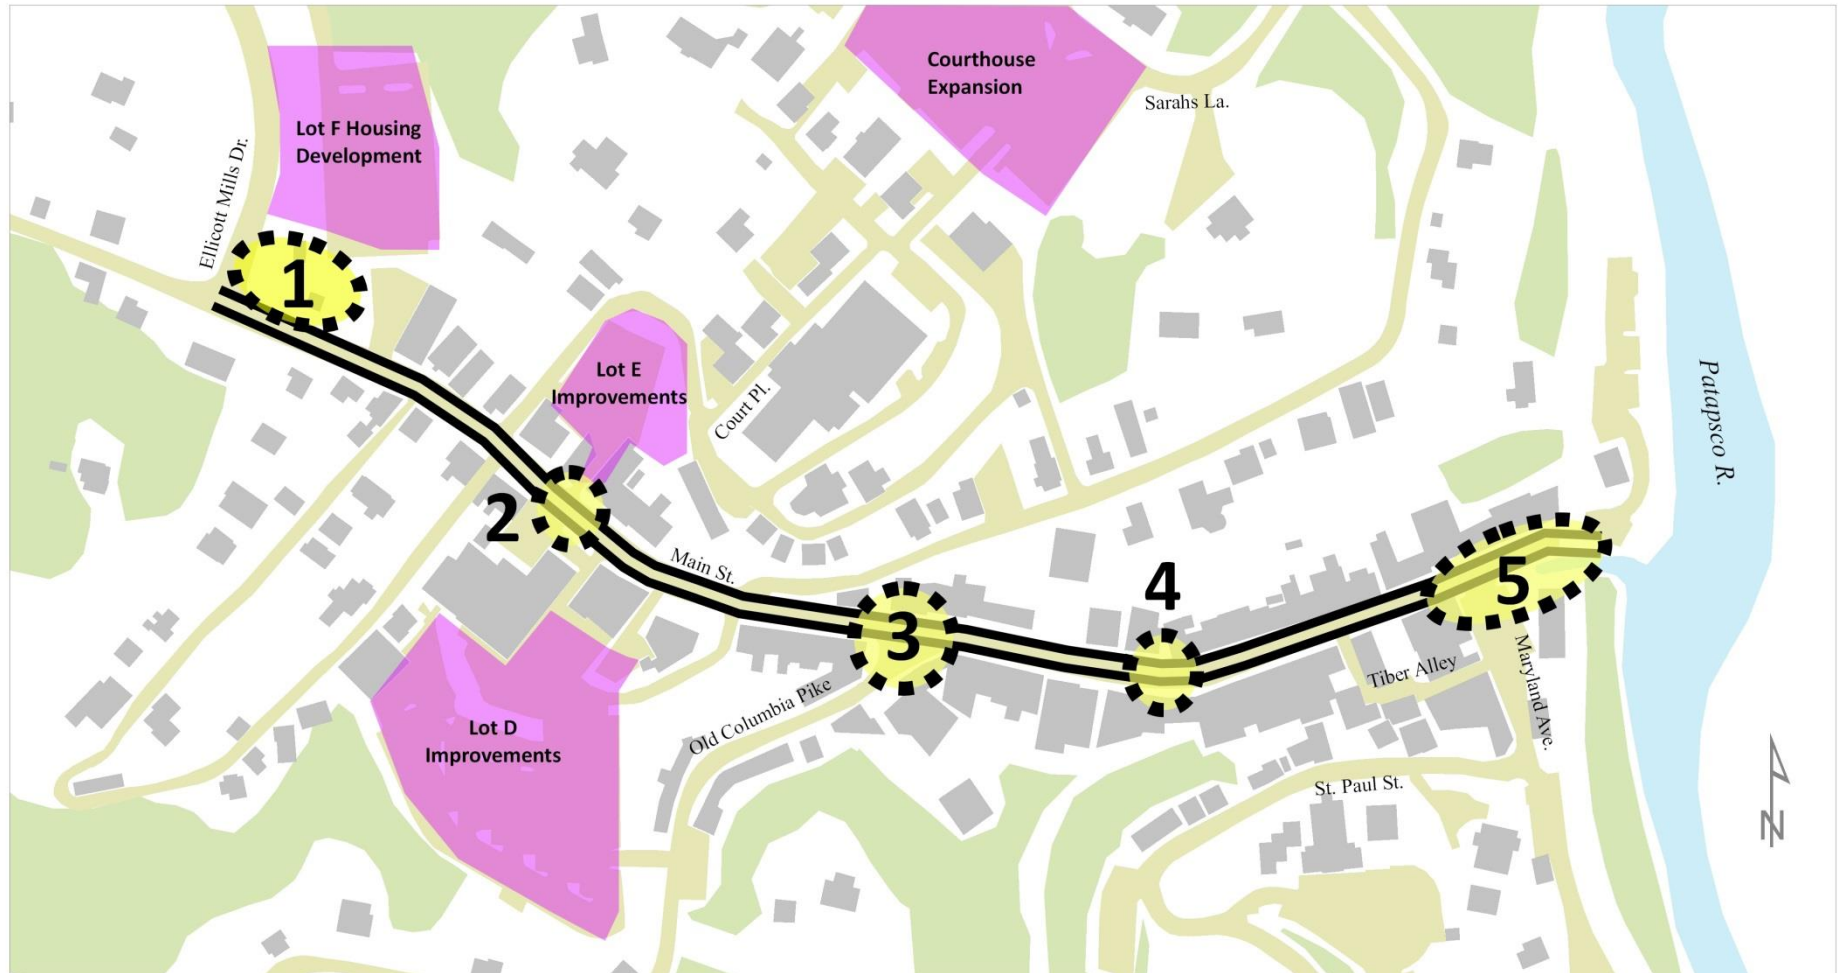 Courthouse
Expansion
Sarahs La.
Lot F Housing
Development
Ellicott Mills Dr.
1
Lot E
Improvements
Court Pl.
Patapsco R.
2
Main St.
3
4
5
Tiber Alley
Maryland Ave.
Old Columbia Pike
Lot D
Improvements
St. Paul St.
N